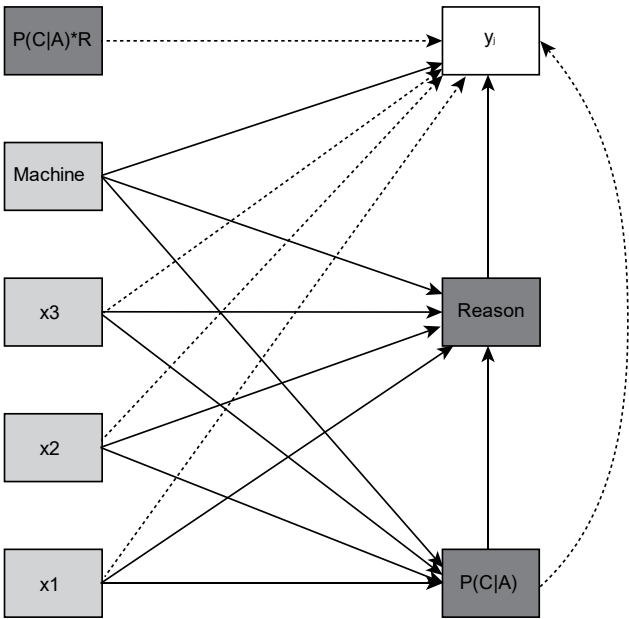 P(C|A)*R
yⱼ
Machine
x3
Reason
x2
x1
P(C|A)